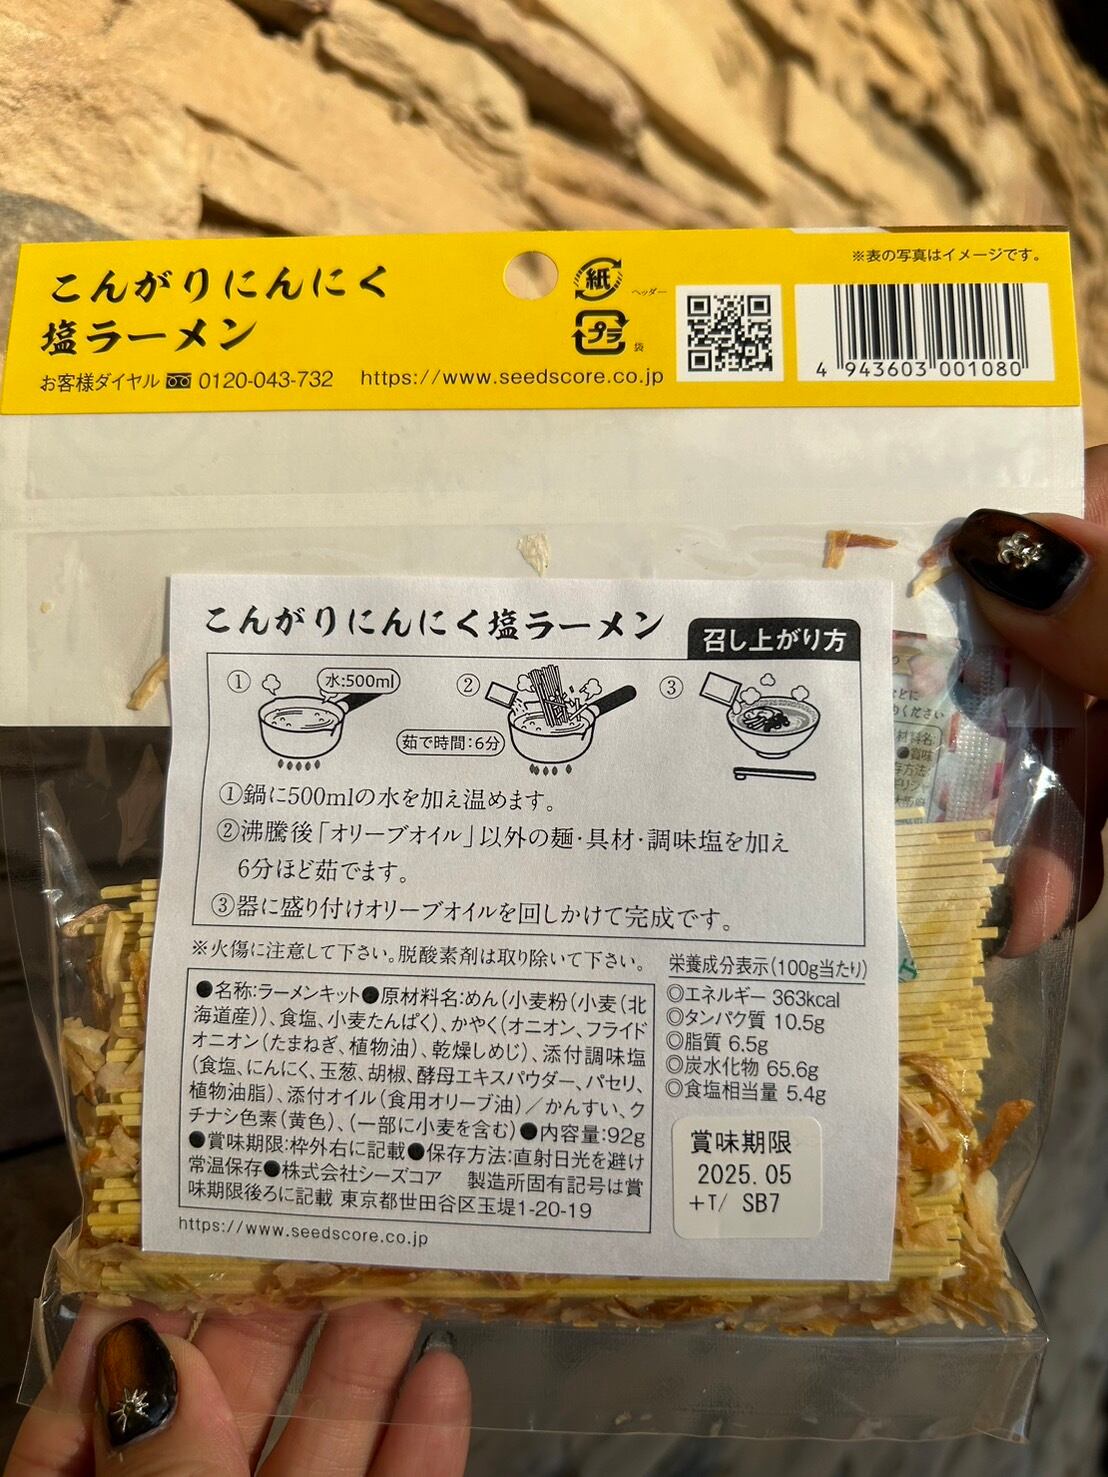 ※表の写真はイメージです。
こんがりにんにく
塩ラーメン
紙
ヘッダー
プラ
袋
お客様ダイヤル 0120-043-732 https://www.seedscore.co.jp
4 943603 001080
こんがりにんにく塩ラーメン
召し上がり方
① 水:500ml
② 茹で時間:6分
③
①鍋に500mlの水を加え温めます。
②沸騰後「オリーブオイル」以外の麺・具材・調味塩を加え
6分ほど茹でます。
③器に盛り付けオリーブオイルを回しかけて完成です。
※火傷に注意して下さい。脱酸素剤は取り除いて下さい。
●名称:ラーメンキット●原材料名:めん(小麦粉(小麦(北
海道産))、食塩、小麦たんぱく)、かやく(オニオン、フライド
オニオン(たまねぎ、植物油)、乾燥しめじ)、添付調味塩
(食塩、にんにく、玉葱、胡椒、酵母エキスパウダー、パセリ、
植物油脂)、添付オイル(食用オリーブ油)/かんすい、ク
チナシ色素(黄色)、(一部に小麦を含む)●内容量:92g
●賞味期限:枠外右に記載●保存方法:直射日光を避け
常温保存●株式会社シーズコア 製造所固有記号は賞
味期限後ろに記載 東京都世田谷区玉堤1-20-19
https://www.seedscore.co.jp
栄養成分表示(100g当たり)
◎エネルギー 363kcal
◎タンパク質 10.5g
◎脂質 6.5g
◎炭水化物 65.6g
◎食塩相当量 5.4g
賞味期限
2025.05
+T/ SB7
ください
材料名
●賞味